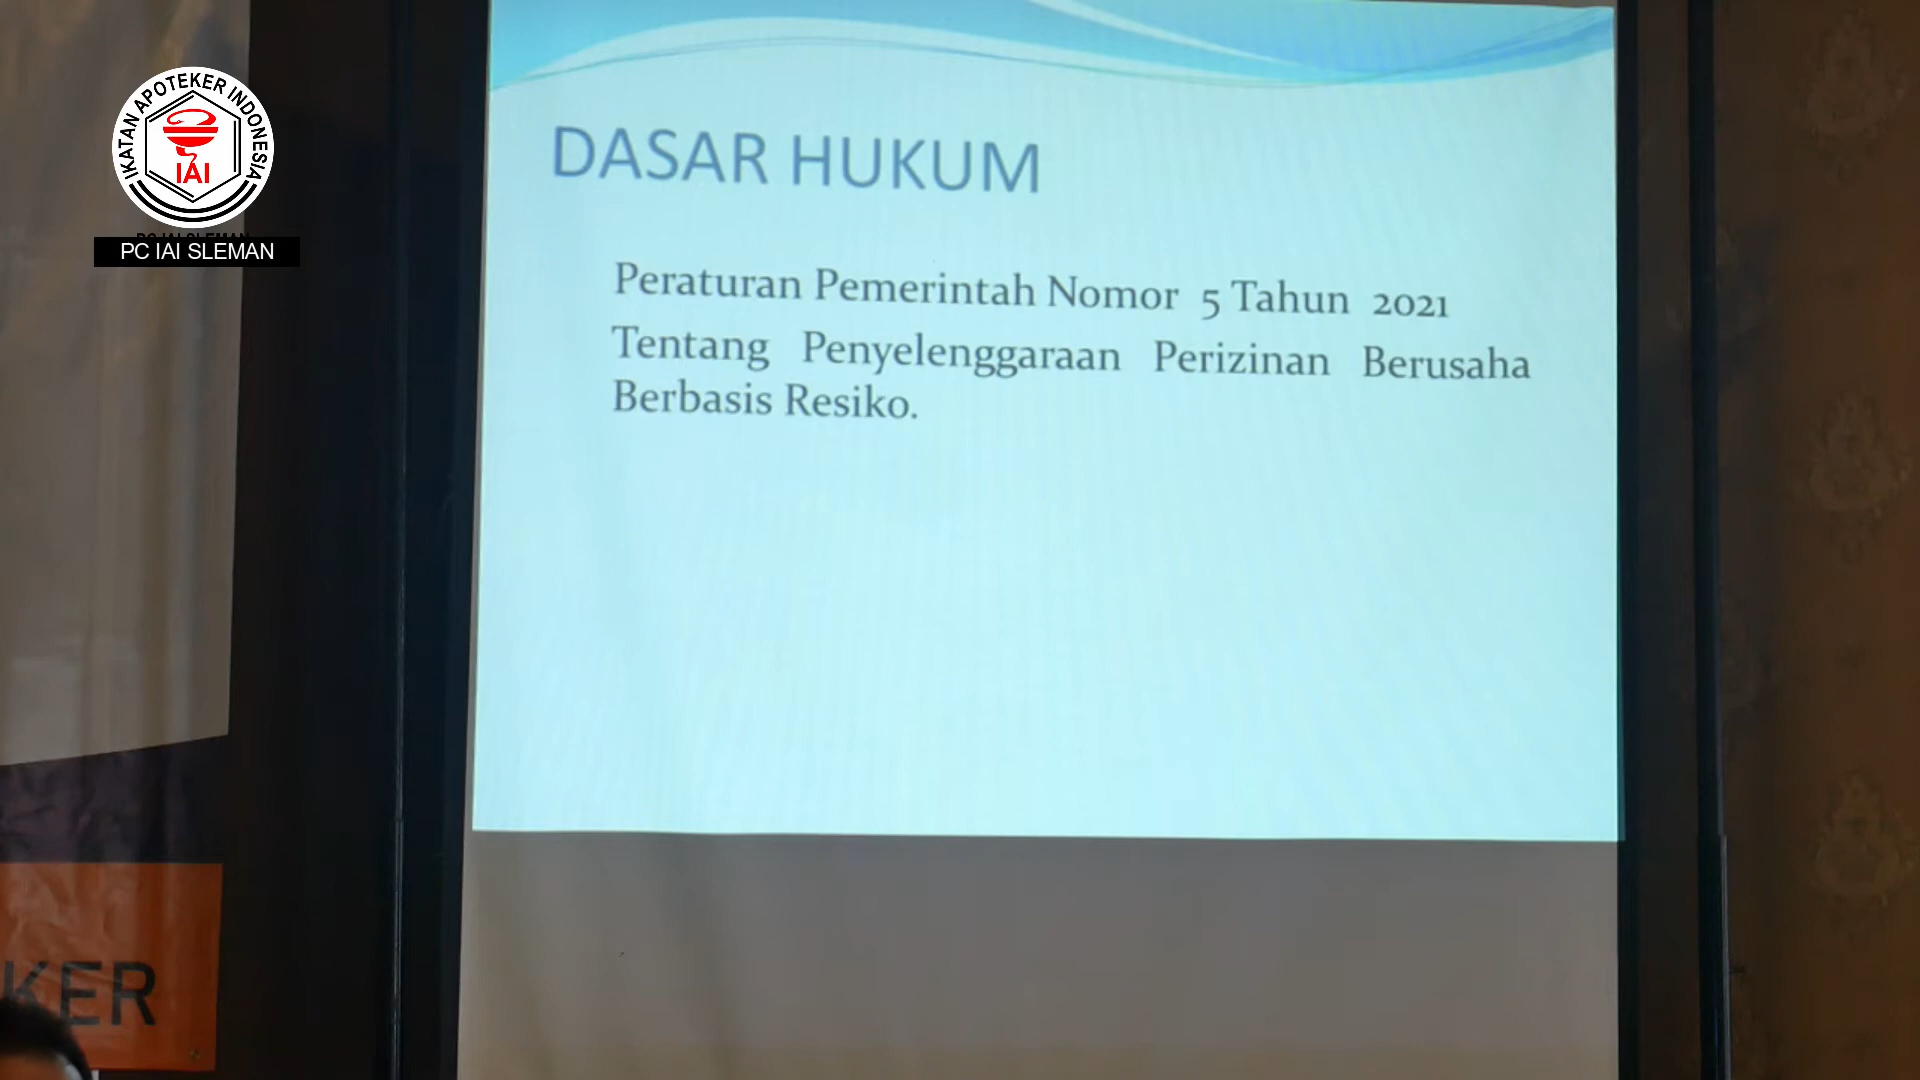 IKATAN APOTEKER INDONESIA
IAI
PC IAI SLEMAN
DASAR HUKUM
Peraturan Pemerintah Nomor 5 Tahun 2021
Tentang Penyelenggaraan Perizinan Berusaha
Berbasis Resiko.
KER